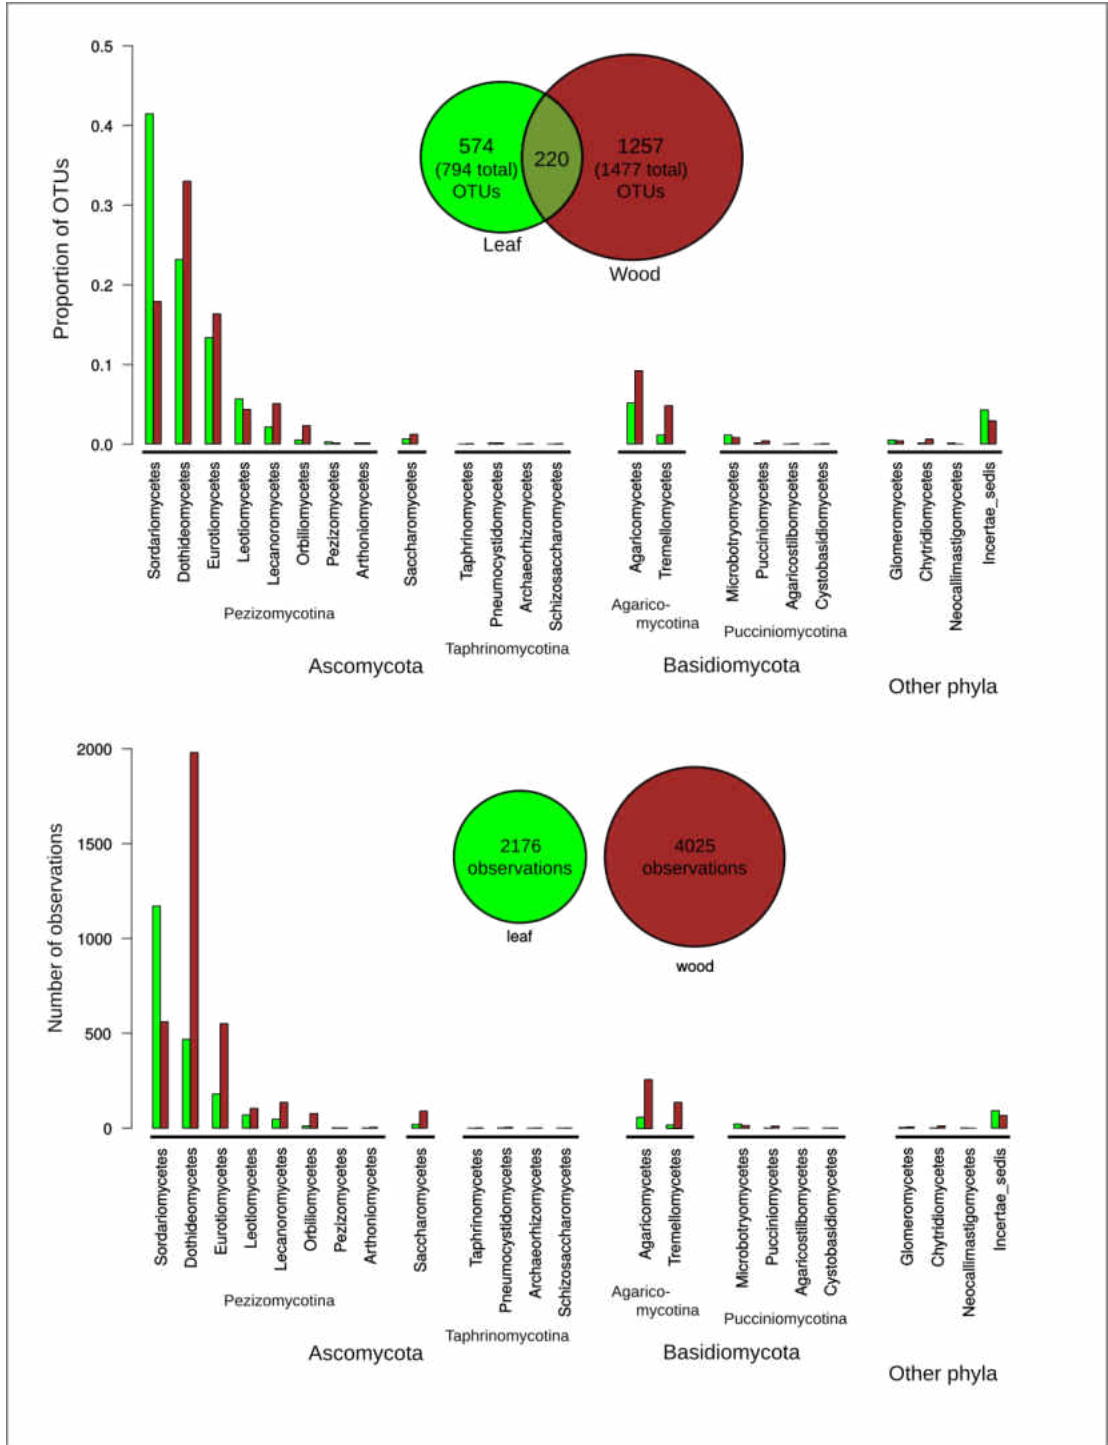 0.5
0.4
0.3
0.2
0.1
0.0
Proportion of OTUs
574
(794 total)
OTUs
220
1257
(1477 total)
OTUs
Leaf
Wood
Sordariomycetes
Dothideomycetes
Eurotiomycetes
Leotiomycetes
Lecanoromycetes
Orbiliomycetes
Pezizomycetes
Arthoniomycetes
Saccharomycetes
Taphrinomycetes
Pneumocystidomycetes
Archaeorhizomycetes
Schizosaccharomycetes
Agaricomycetes
Tremellomycetes
Microbotryomycetes
Pucciniomycetes
Agaricostilbomycetes
Cystobasidiomycetes
Glomeromycetes
Chytridiomycetes
Neocallimastigomycetes
Incertae_sedis
Pezizomycotina
Taphrinomycotina
Agarico-
mycotina
Pucciniomycotina
Ascomycota
Basidiomycota
Other phyla
2000
1500
1000
500
0
Number of observations
2176
observations
leaf
4025
observations
wood
Sordariomycetes
Dothideomycetes
Eurotiomycetes
Leotiomycetes
Lecanoromycetes
Orbiliomycetes
Pezizomycetes
Arthoniomycetes
Saccharomycetes
Taphrinomycetes
Pneumocystidomycetes
Archaeorhizomycetes
Schizosaccharomycetes
Agaricomycetes
Tremellomycetes
Microbotryomycetes
Pucciniomycetes
Agaricostilbomycetes
Cystobasidiomycetes
Glomeromycetes
Chytridiomycetes
Neocallimastigomycetes
Incertae_sedis
Pezizomycotina
Taphrinomycotina
Agarico-
mycotina
Pucciniomycotina
Ascomycota
Basidiomycota
Other phyla